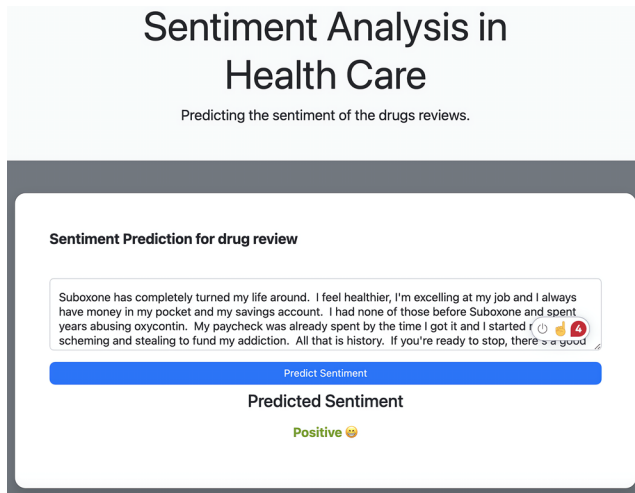 Sentiment Analysis in
Health Care
Predicting the sentiment of the drugs reviews.
Sentiment Prediction for drug review
Suboxone has completely turned my life around.  I feel healthier, I'm excelling at my job and I always
have money in my pocket and my savings account.  I had none of those before Suboxone and spent
years abusing oxycontin.  My paycheck was already spent by the time I got it and I started
4
scheming and stealing to fund my addiction.  All that is history.  If you're ready to stop, there's a good
Predict Sentiment
Predicted Sentiment
Positive 😀